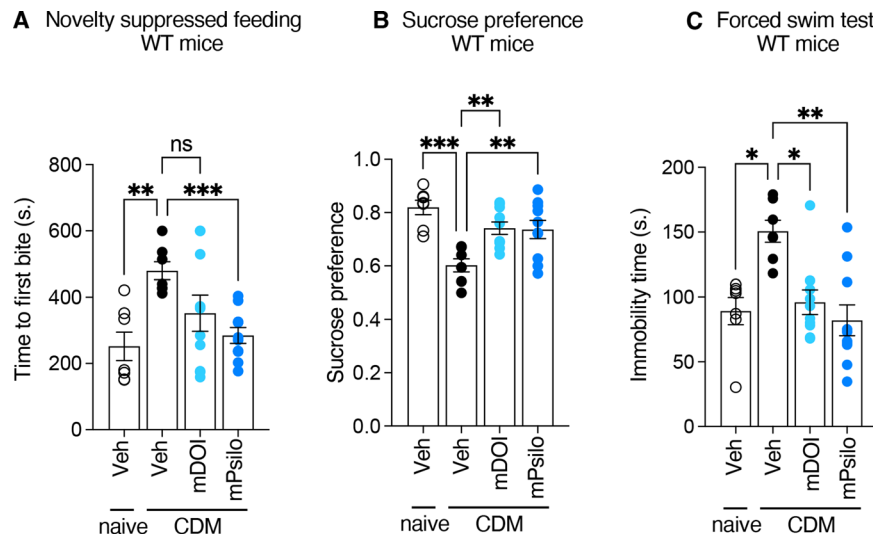 A Novelty suppressed feeding
WT mice
Time to first bite (s.)
800
600
400
200
0
ns
** ***
Veh
Veh
mDOI
mPsilo
naive CDM
B Sucrose preference
WT mice
Sucrose preference
1.0
0.8
0.6
0.4
0.2
0.0
**
*** **
Veh
Veh
mDOI
mPsilo
naive CDM
C Forced swim test
WT mice
Immobility time (s.)
200
150
100
50
0
**
* *
Veh
Veh
mDOI
mPsilo
naive CDM